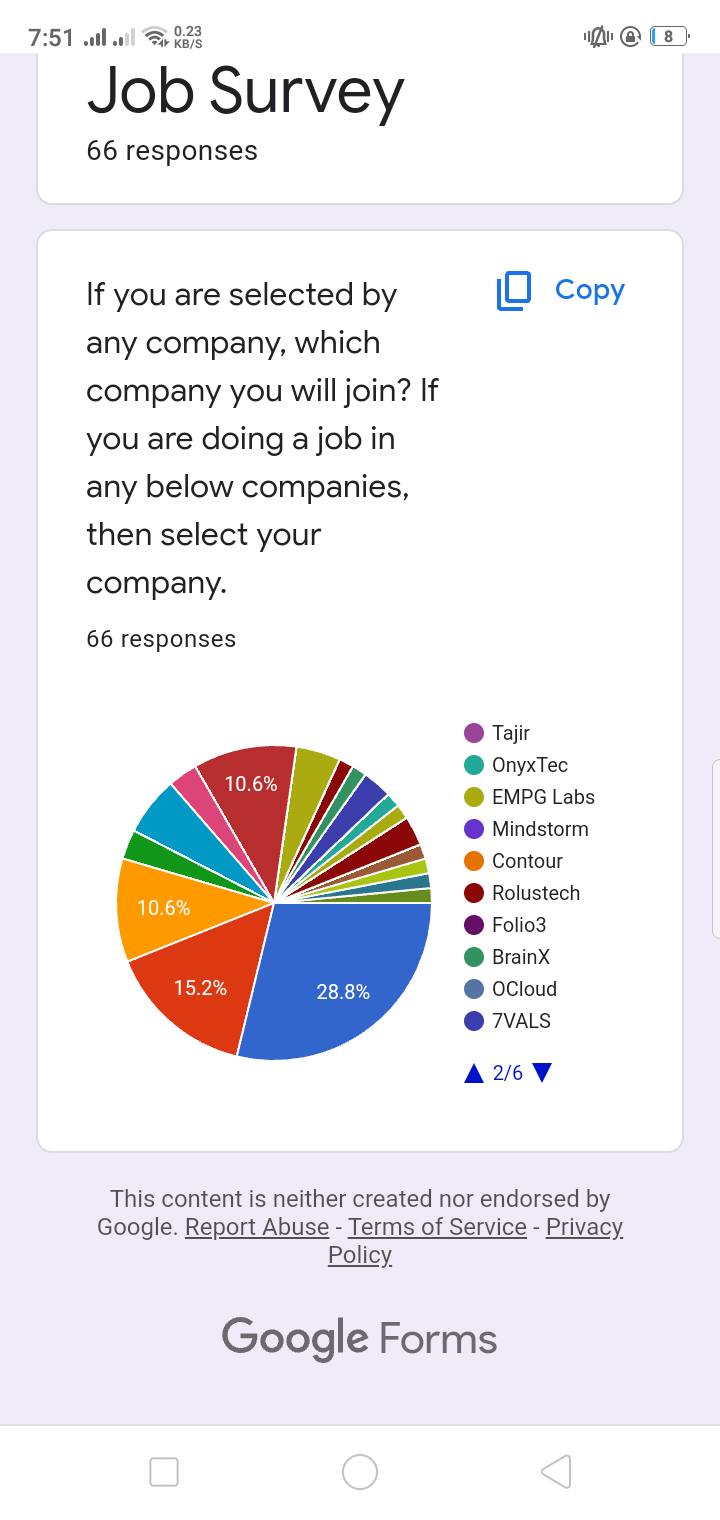 7:51 0.23 KB/S 8
Job Survey
66 responses
If you are selected by
any company, which
company you will join? If
you are doing a job in
any below companies,
then select your
company.
Copy
66 responses
10.6%
10.6%
15.2%
28.8%
Tajir
OnyxTec
EMPG Labs
Mindstorm
Contour
Rolustech
Folio3
BrainX
OCloud
7VALS
2/6
This content is neither created nor endorsed by
Google. Report Abuse - Terms of Service - Privacy
Policy
Google Forms